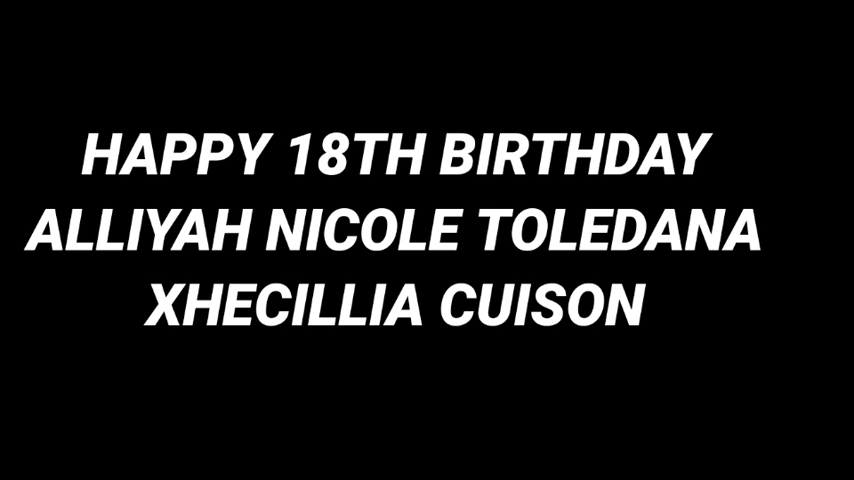 HAPPY 18TH BIRTHDAY
ALLIYAH NICOLE TOLEDANA
XHECILLIA CUISON